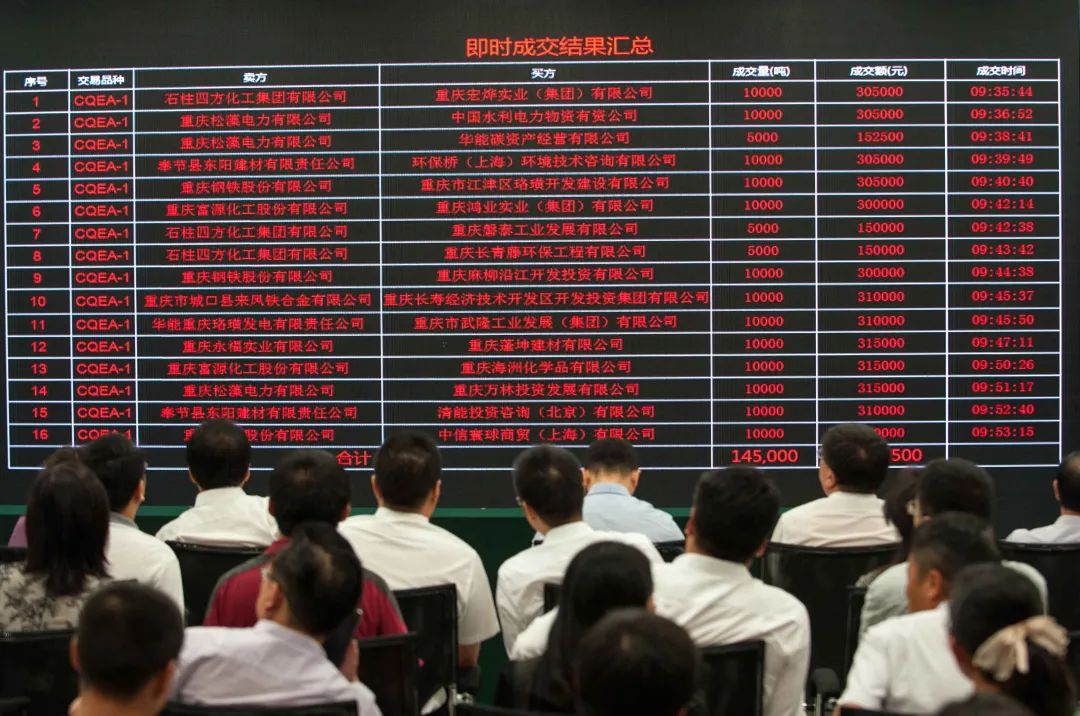 即时成交结果汇总
序号 交易品种 卖方 买方 成交量(吨) 成交额(元) 成交时间
1 CQEA-1 石柱四方化工集团有限公司 重庆宏烨实业（集团）有限公司 10000 305000 09:35:44
2 CQEA-1 重庆松藻电力有限公司 中国水利电力物资有资公司 10000 305000 09:36:52
3 CQEA-1 重庆松藻电力有限公司 华能碳资产经营有限公司 5000 152500 09:38:41
4 CQEA-1 奉节县东阳建材有限责任公司 环保桥（上海）环境技术咨询有限公司 10000 305000 09:39:49
5 CQEA-1 重庆钢铁股份有限公司 重庆市江津区珞璜开发建设有限公司 10000 305000 09:40:40
6 CQEA-1 重庆富源化工股份有限公司 重庆鸿业实业（集团）有限公司 10000 300000 09:42:14
7 CQEA-1 石柱四方化工集团有限公司 重庆磐泰工业发展有限公司 5000 150000 09:42:38
8 CQEA-1 石柱四方化工集团有限公司 重庆长青藤环保工程有限公司 5000 150000 09:43:42
9 CQEA-1 重庆钢铁股份有限公司 重庆麻柳沿江开发投资有限公司 10000 300000 09:44:38
10 CQEA-1 重庆市城口县来凤铁合金有限公司 重庆长寿经济技术开发区开发投资集团有限公司 10000 310000 09:45:37
11 CQEA-1 华能重庆珞璜发电有限责任公司 重庆市武隆工业发展（集团）有限公司 10000 310000 09:45:50
12 CQEA-1 重庆永福实业有限公司 重庆蓬坤建材有限公司 10000 315000 09:47:11
13 CQEA-1 重庆富源化工股份有限公司 重庆海洲化学品有限公司 10000 315000 09:50:26
14 CQEA-1 重庆松藻电力有限公司 重庆万林投资发展有限公司 10000 315000 09:51:17
15 CQEA-1 奉节县东阳建材有限责任公司 清能投资咨询（北京）有限公司 10000 310000 09:52:40
16 CQEA-1 股份有限公司 中信寰球商贸（上海）有限公司 10000 09:53:15
合计 145,000 500